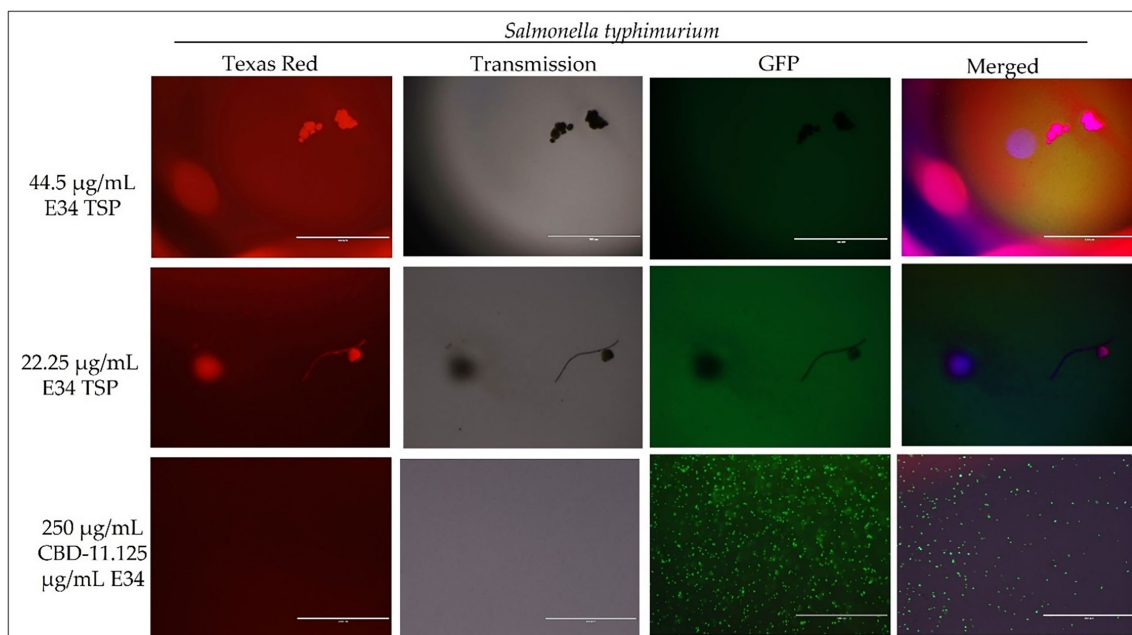 Salmonella typhimurium
Texas Red
Transmission
GFP
Merged
44.5 µg/mL
E34 TSP
22.25 µg/mL
E34 TSP
250 µg/mL
CBD-11.125
µg/mL E34